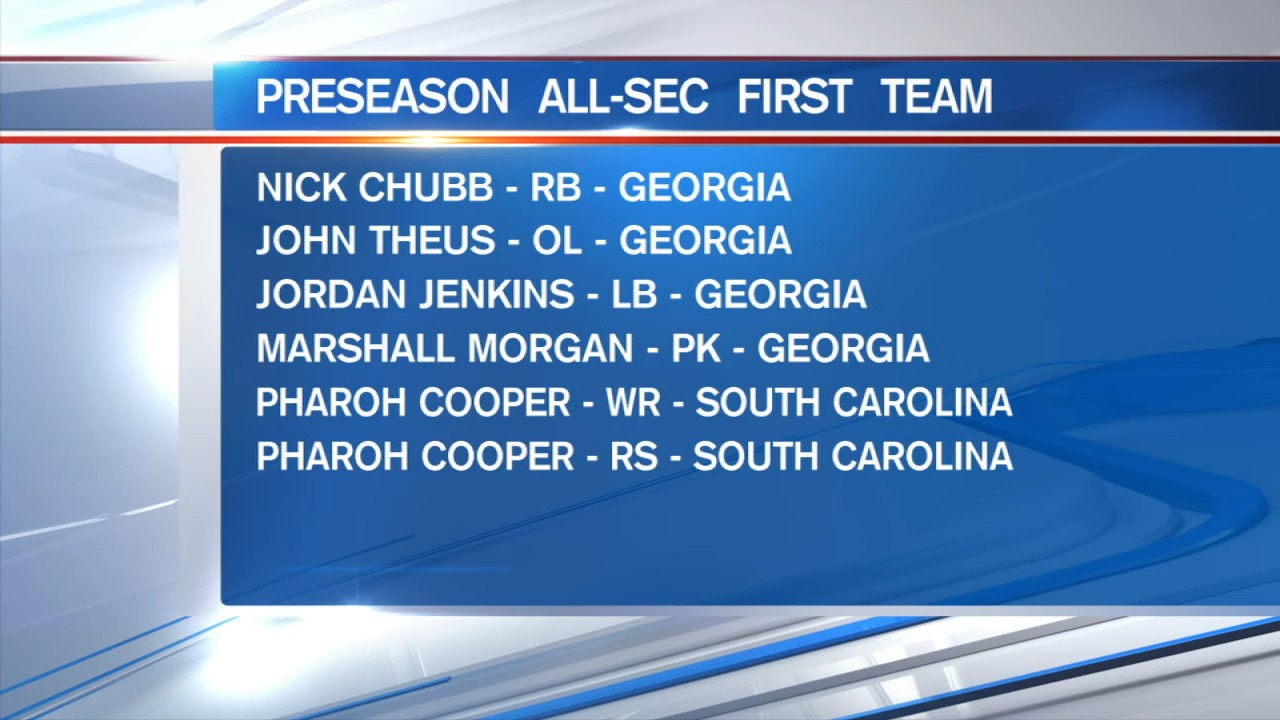 PRESEASON ALL-SEC FIRST TEAM
NICK CHUBB - RB - GEORGIA
JOHN THEUS - OL - GEORGIA
JORDAN JENKINS - LB - GEORGIA
MARSHALL MORGAN - PK - GEORGIA
PHAROH COOPER - WR - SOUTH CAROLINA
PHAROH COOPER - RS - SOUTH CAROLINA